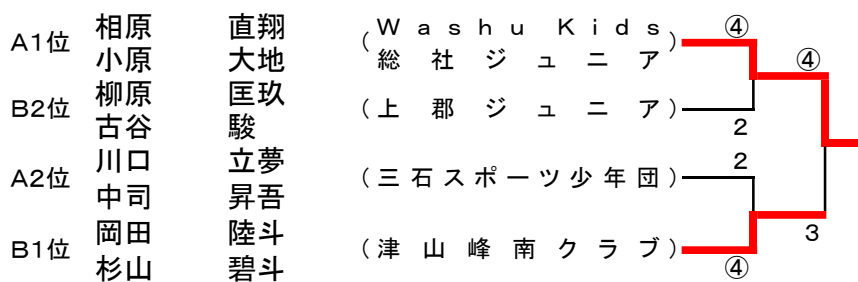 相原 直翔 (Washu Kids ④
A1位
小原 大地 総社ジュニア)
④
柳原 匡玖
B2位 (上郡ジュニア)
古谷 駿 2
川口 立夢 2
A2位 (三石スポーツ少年団)
中司 昇吾
岡田 陸斗 3
B1位 (津山峰南クラブ)
杉山 碧斗 ④